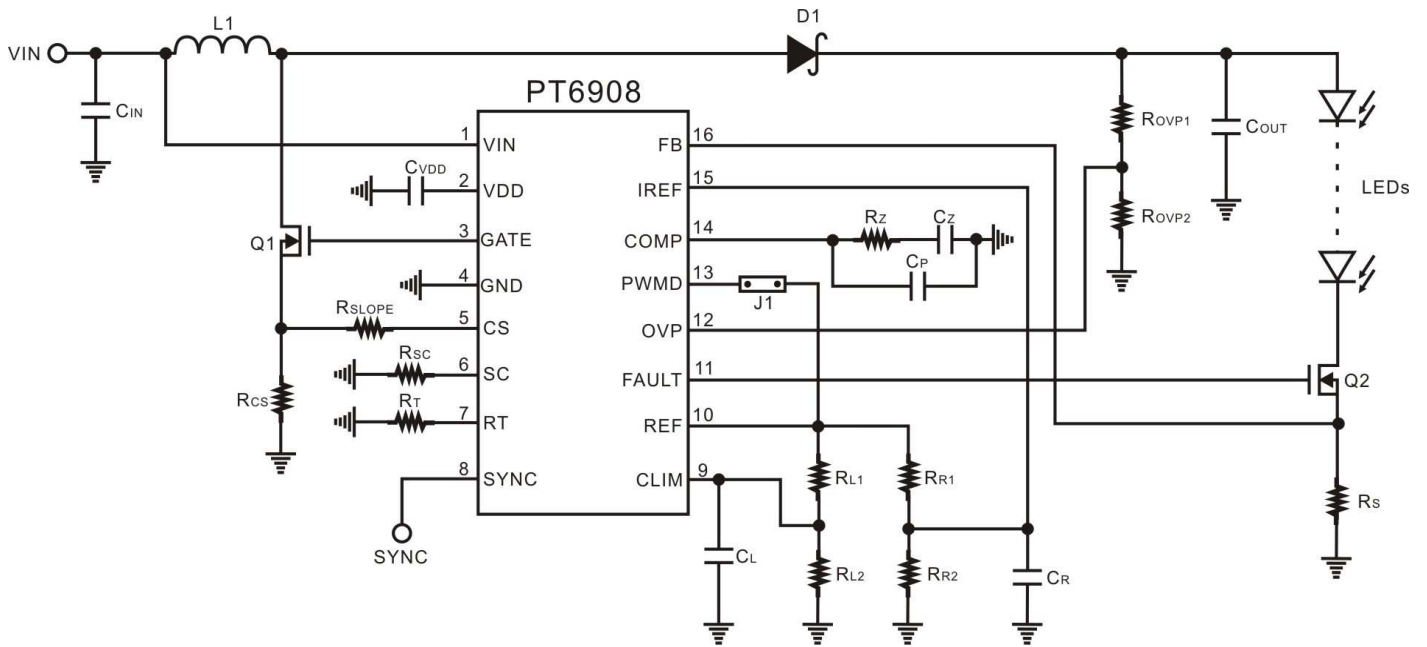 L1
D1
VIN
CIN
PT6908
ROVP1
COUT
LEDs
ROVP2
1 VIN
CVDD
2 VDD
Q1
3 GATE
4 GND
RSLOPE
5 CS
RSC
6 SC
RCS
RT
7 RT
8 SYNC
SYNC
FB 16
IREF 15
RZ CZ
COMP 14
CP
PWMD 13
J1
OVP 12
FAULT 11
Q2
REF 10
RL1
RR1
CLIM 9
RS
CL
RL2
RR2
CR